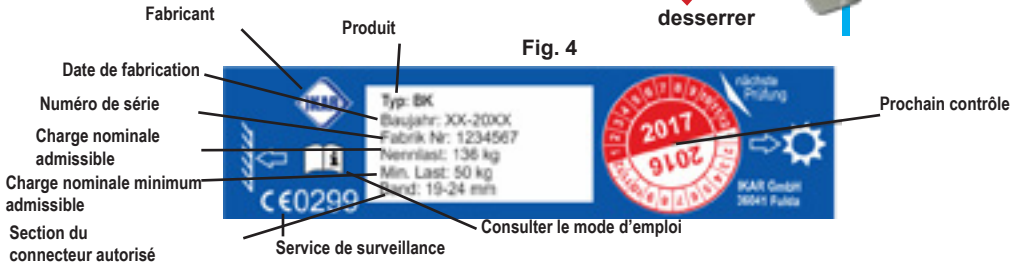 desserrer
Fabricant
Produit
Fig. 4
Date de fabrication
Numéro de série
Charge nominale
admissible
Charge nominale minimum
admissible
Section du
connecteur autorisé
Service de surveillance
Consulter le mode d'emploi
Prochain contrôle
IKAR
Typ: BK
Baujahr: XX-20XX
Fabrik Nr: 1234567
Nennlast: 136 kg
Min. Last: 50 kg
Band: 19-24 mm
i
CE0299
2017
2016
nächste
Prüfung
IKAR GmbH
36041 Fulda